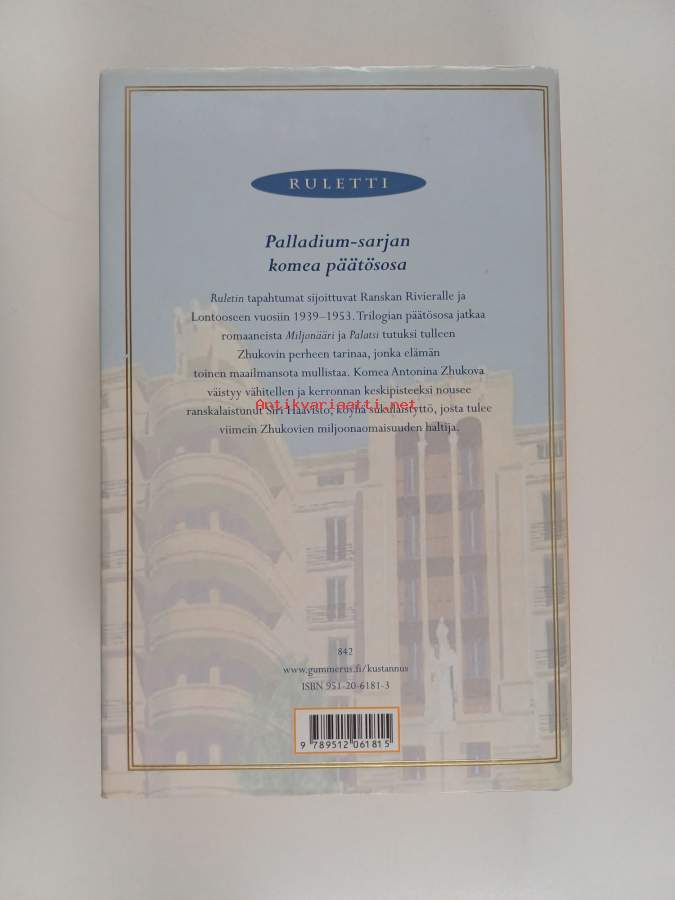 RULETTI
Palladium-sarjan
komea päätösosa
Ruletin tapahtumat sijoittuvat Ranskan Rivieralle ja
Lontooseen vuosiin 1939–1953. Trilogian päätösosa jatkaa
romaaneista Miljonääri ja Palatsi tutuksi tulleen
Zhukovin perheen tarinaa, jonka elämän
toinen maailmansota mullistaa. Komea Antonina Zhukova
väistyy vähitellen ja kerronnan keskipisteeksi nousee
Antikvariaatti.net
ranskalaistunut Siri Haavisto, köyhä sukulaistyttö, josta tulee
viimein Zhukovien miljoonaomaisuuden haltija.
842
www.gummerus.fi/kustannus
ISBN 951-20-6181-3
9 789512 061815